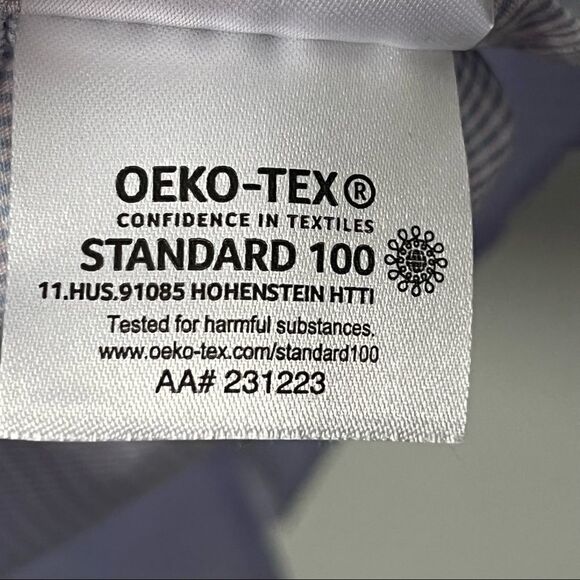 OEKO-TEX®
CONFIDENCE IN TEXTILES
STANDARD 100
11.HUS.91085 HOHENSTEIN HTTI
Tested for harmful substances.
www.oeko-tex.com/standard100
AA# 231223